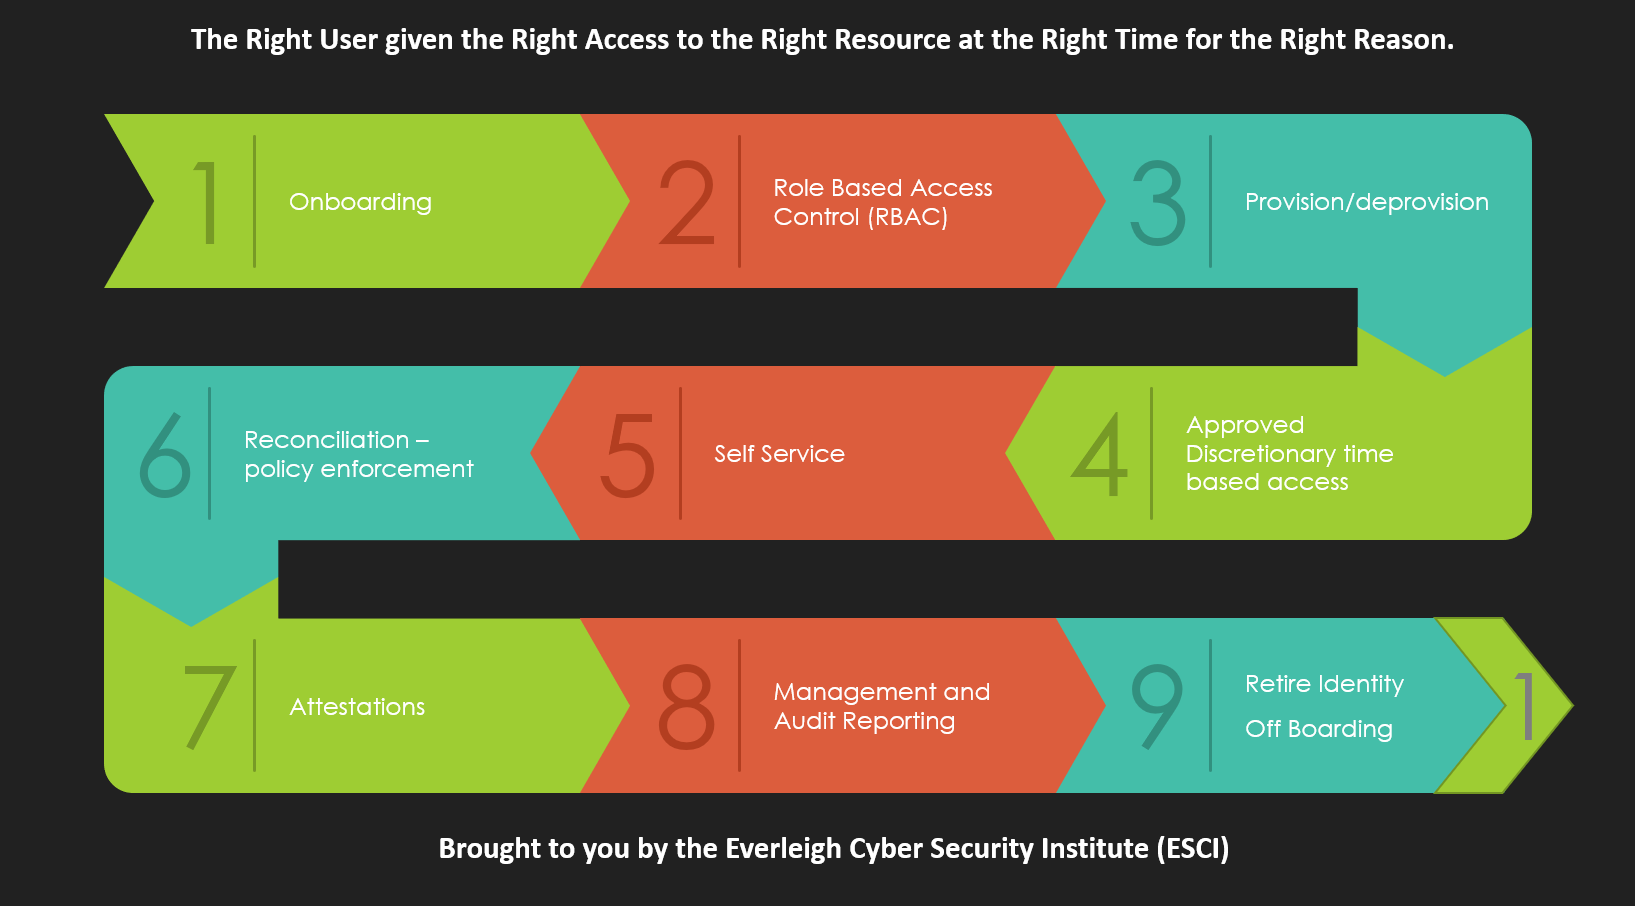 The Right User given the Right Access to the Right Resource at the Right Time for the Right Reason.
1
Onboarding
2
Role Based Access
Control (RBAC)
3
Provision/deprovision
4
Approved
Discretionary time
based access
5
Self Service
6
Reconciliation –
policy enforcement
7
Attestations
8
Management and
Audit Reporting
9
Retire Identity
Off Boarding
1
Brought to you by the Everleigh Cyber Security Institute (ESCI)